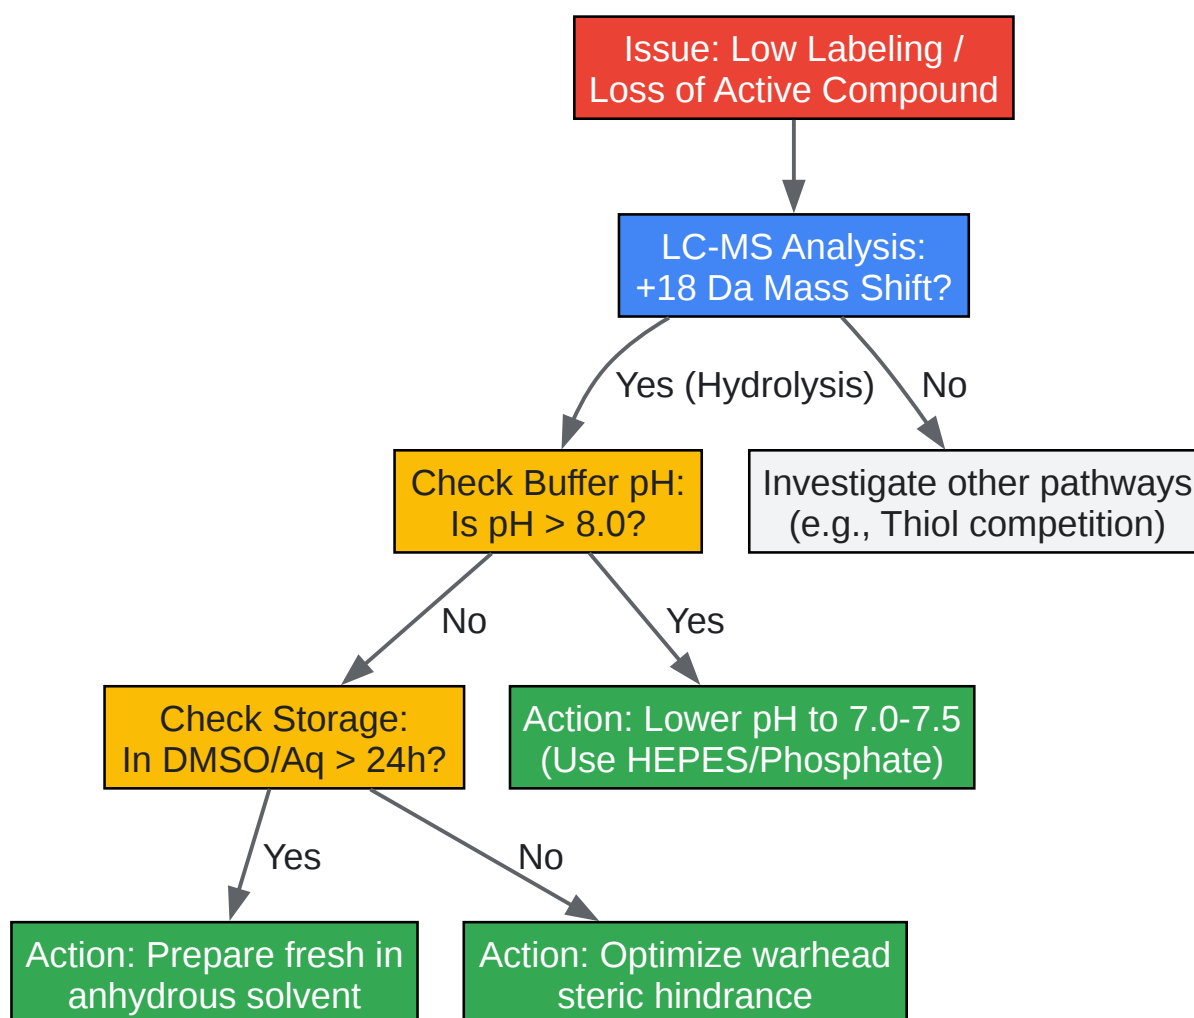 Issue: Low Labeling /
Loss of Active Compound
LC-MS Analysis:
+18 Da Mass Shift?
Yes (Hydrolysis)
No
Check Buffer pH:
Is pH > 8.0?
Investigate other pathways
(e.g., Thiol competition)
No
Yes
Check Storage:
In DMSO/Aq > 24h?
Action: Lower pH to 7.0-7.5
(Use HEPES/Phosphate)
Yes
No
Action: Prepare fresh in
anhydrous solvent
Action: Optimize warhead
steric hindrance